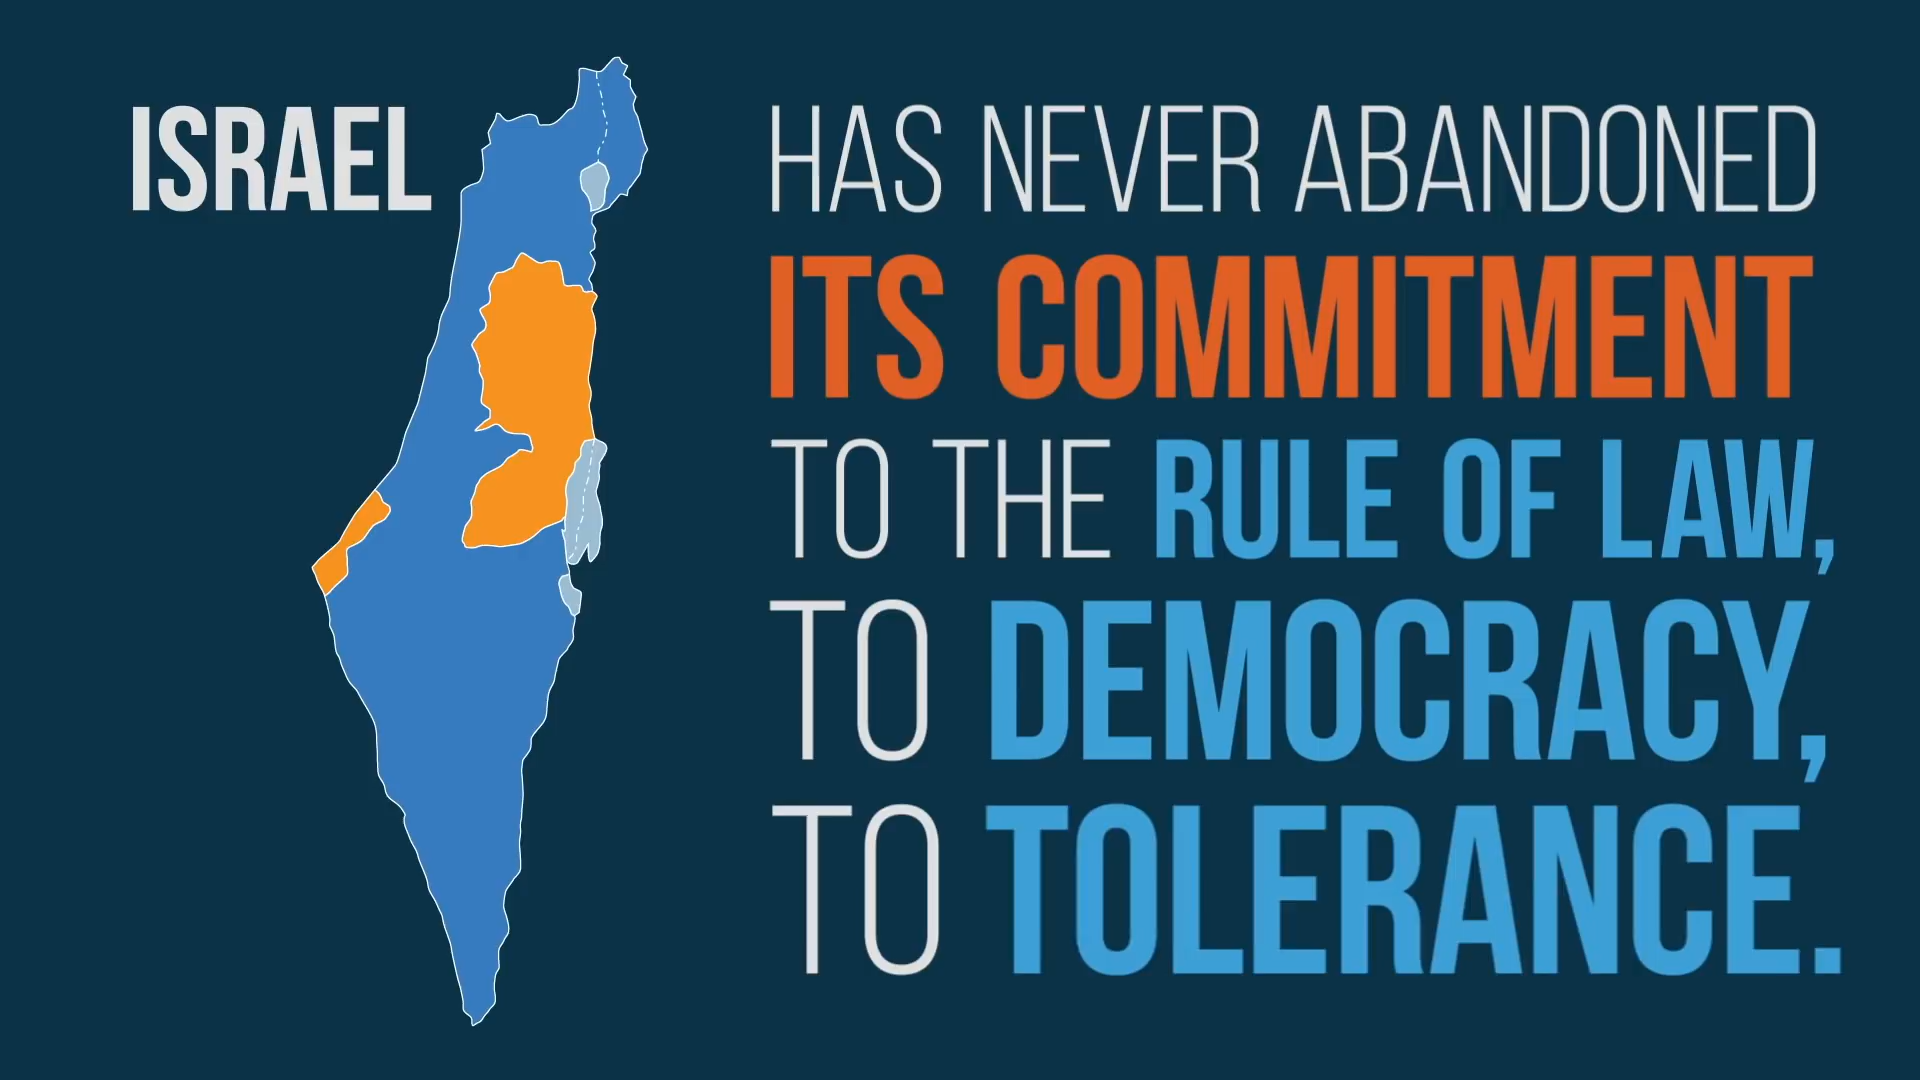 ISRAEL
HAS NEVER ABANDONED
ITS COMMITMENT
TO THE RULE OF LAW,
TO DEMOCRACY,
TO TOLERANCE.